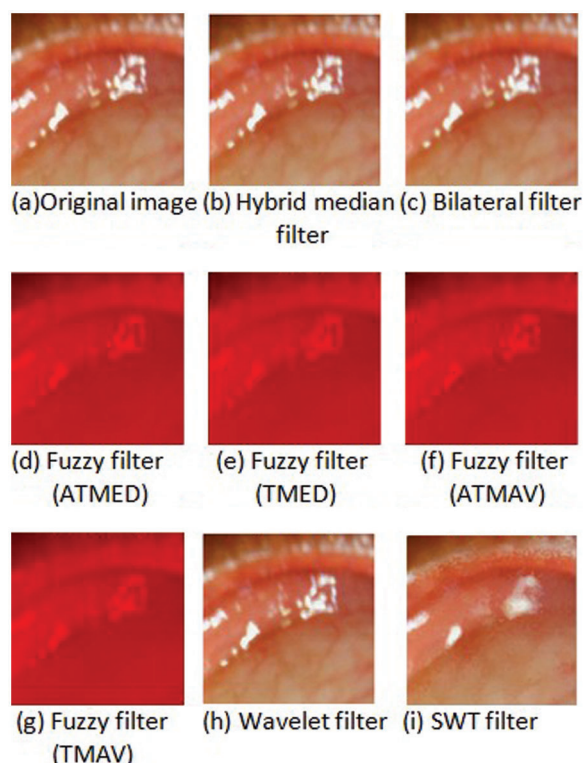 (a)Original image (b) Hybrid median (c) Bilateral filter
filter
(d) Fuzzy filter (e) Fuzzy filter (f) Fuzzy filter
(ATMED) (TMED) (ATMAV)
(g) Fuzzy filter (h) Wavelet filter (i) SWT filter
(TMAV)